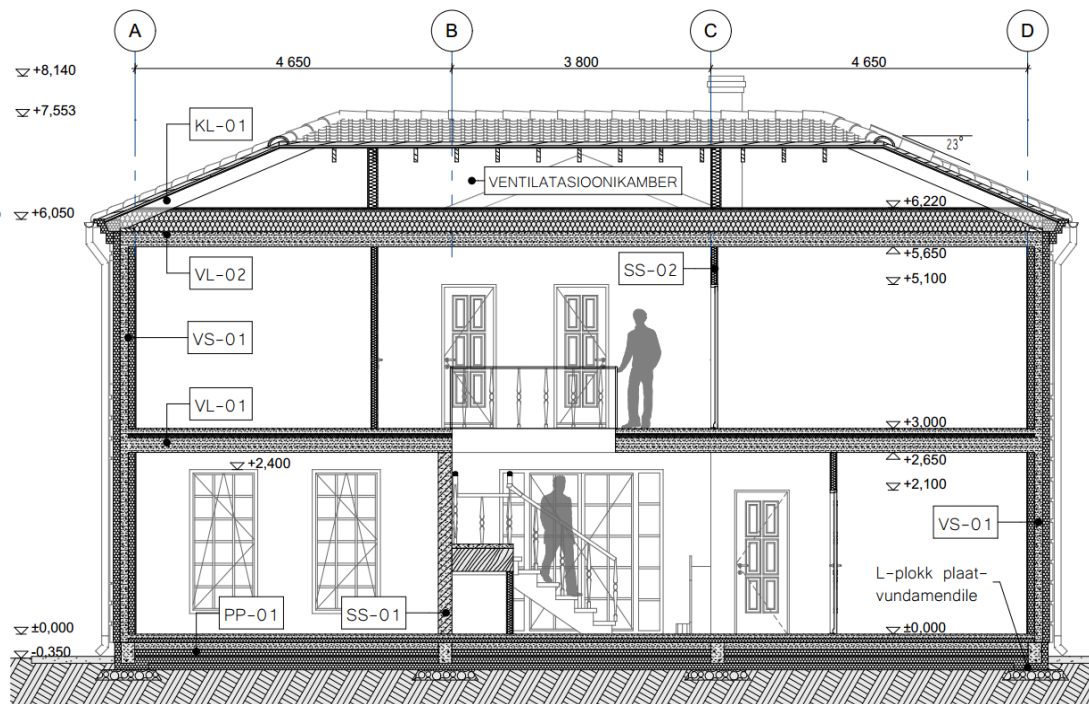 A B C D
4 650 3 800 4 650
+8,140
+7,553
KL-01
23°
VENTILATASIOONIKAMBER
+6,050
+6,220
VL-02
SS-02
+5,650
+5,100
VS-01
VL-01
+3,000
+2,400
+2,650
+2,100
VS-01
L-plokk plaat-
vundamendile
PP-01
SS-01
±0,000
±0,000
-0,350